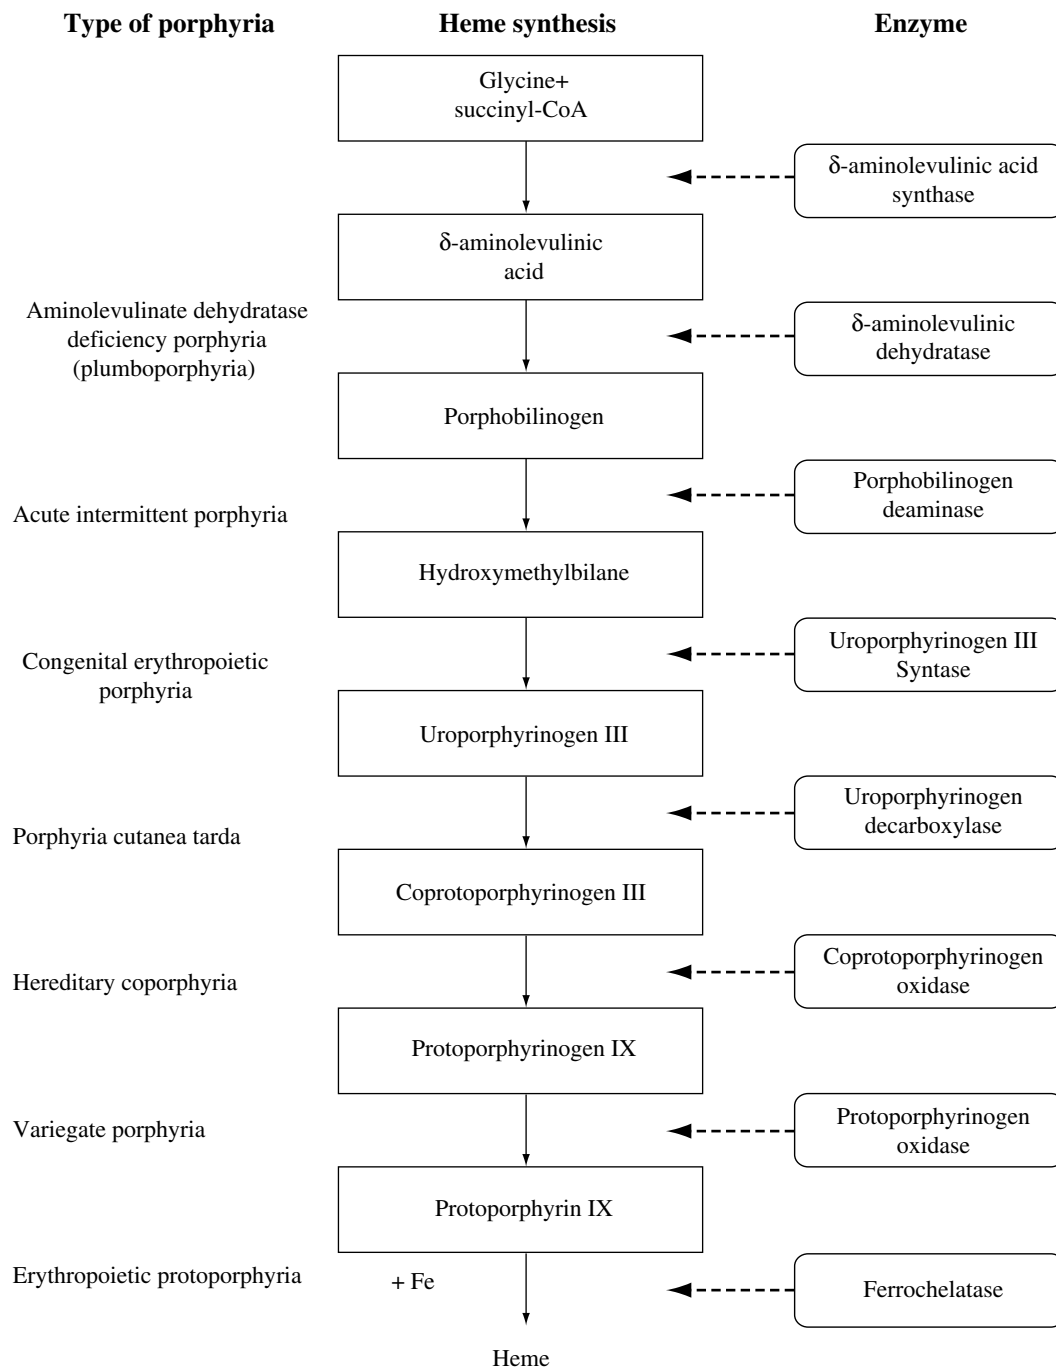 Type of porphyria
Heme synthesis
Enzyme
Glycine+
succinyl-CoA
δ-aminolevulinic acid
synthase
δ-aminolevulinic
acid
Aminolevulinate dehydratase
deficiency porphyria
(plumboporphyria)
δ-aminolevulinic
dehydratase
Porphobilinogen
Acute intermittent porphyria
Porphobilinogen
deaminase
Hydroxymethylbilane
Congenital erythropoietic
porphyria
Uroporphyrinogen III
Syntase
Uroporphyrinogen III
Porphyria cutanea tarda
Uroporphyrinogen
decarboxylase
Coprotoporphyrinogen III
Hereditary coporphyria
Coprotoporphyrinogen
oxidase
Protoporphyrinogen IX
Variegate porphyria
Protoporphyrinogen
oxidase
Protoporphyrin IX
Erythropoietic protoporphyria
+ Fe
Ferrochelatase
Heme